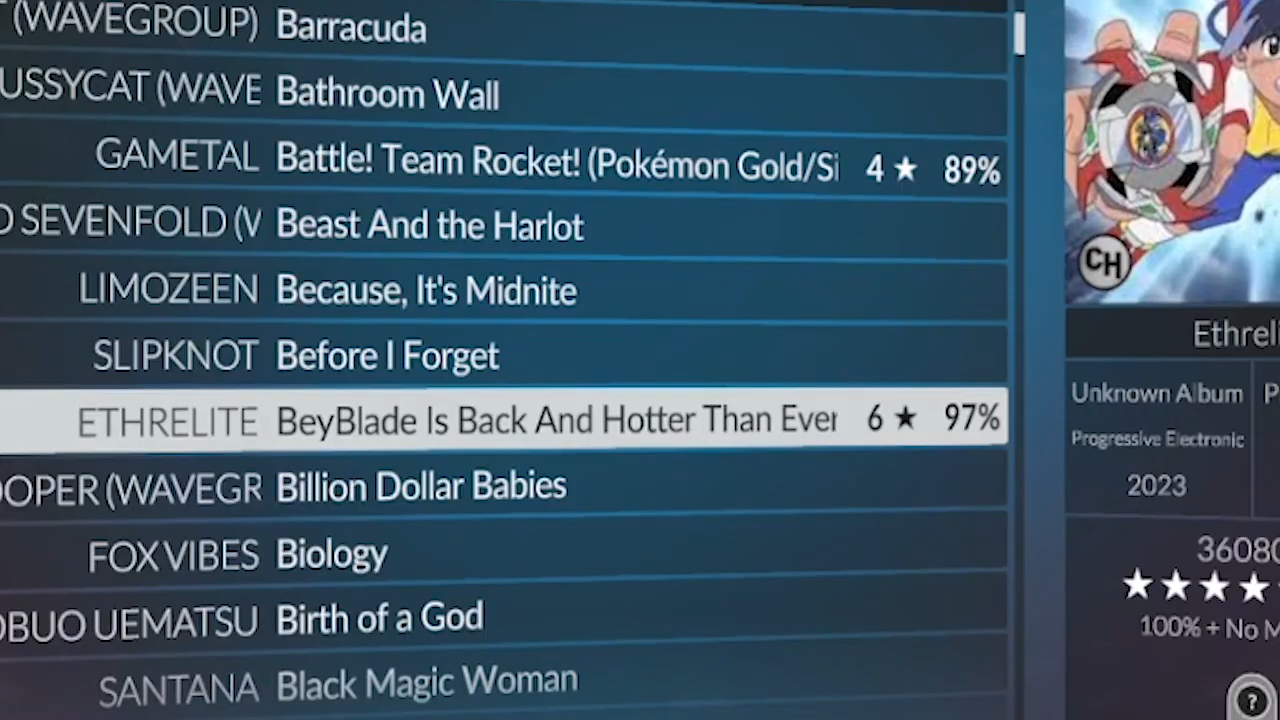 (WAVEGROUP) Barracuda
USSYCAT (WAVE Bathroom Wall
GAMETAL Battle! Team Rocket! (Pokémon Gold/Si 4 ★ 89%
D SEVENFOLD (V Beast And the Harlot
LIMOZEEN Because, It's Midnite
SLIPKNOT Before I Forget
ETHRELITE BeyBlade Is Back And Hotter Than Ever 6 ★ 97%
OOPER (WAVEGR Billion Dollar Babies
FOX VIBES Biology
OBUO UEMATSU Birth of a God
SANTANA Black Magic Woman
CH
Ethreli
Unknown Album P
Progressive Electronic
2023
36080
★★★★
100% + No M
?